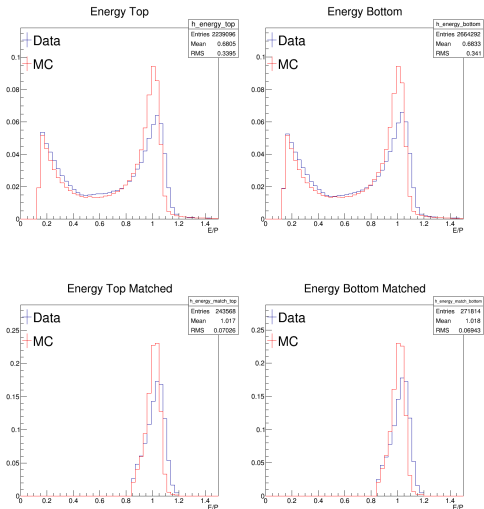 Energy Top
h_energy_top
Entries 2239096
Mean 0.6805
RMS 0.3395
Data
MC
0.1
0.08
0.06
0.04
0.02
0
0 0.2 0.4 0.6 0.8 1 1.2 1.4
E/P
Energy Bottom
h_energy_bottom
Entries 2664292
Mean 0.6833
RMS 0.341
Data
MC
0.1
0.08
0.06
0.04
0.02
0
0 0.2 0.4 0.6 0.8 1 1.2 1.4
E/P
Energy Top Matched
h_energy_match_top
Entries 243568
Mean 1.017
RMS 0.07026
Data
MC
0.25
0.2
0.15
0.1
0.05
0
0 0.2 0.4 0.6 0.8 1 1.2 1.4
E/P
Energy Bottom Matched
h_energy_match_bottom
Entries 271814
Mean 1.018
RMS 0.06943
Data
MC
0.25
0.2
0.15
0.1
0.05
0
0 0.2 0.4 0.6 0.8 1 1.2 1.4
E/P